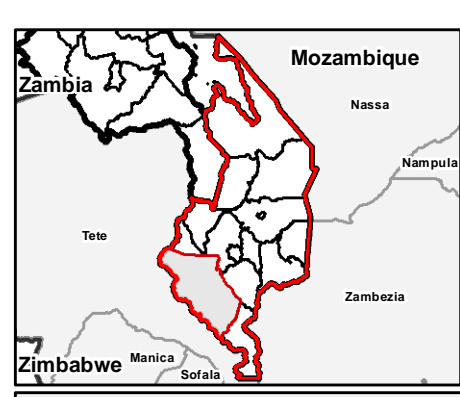 Mozambique
Zambia
Nassa
Nampula
Tete
Zambezia
Zimbabwe
Manica
Sofala